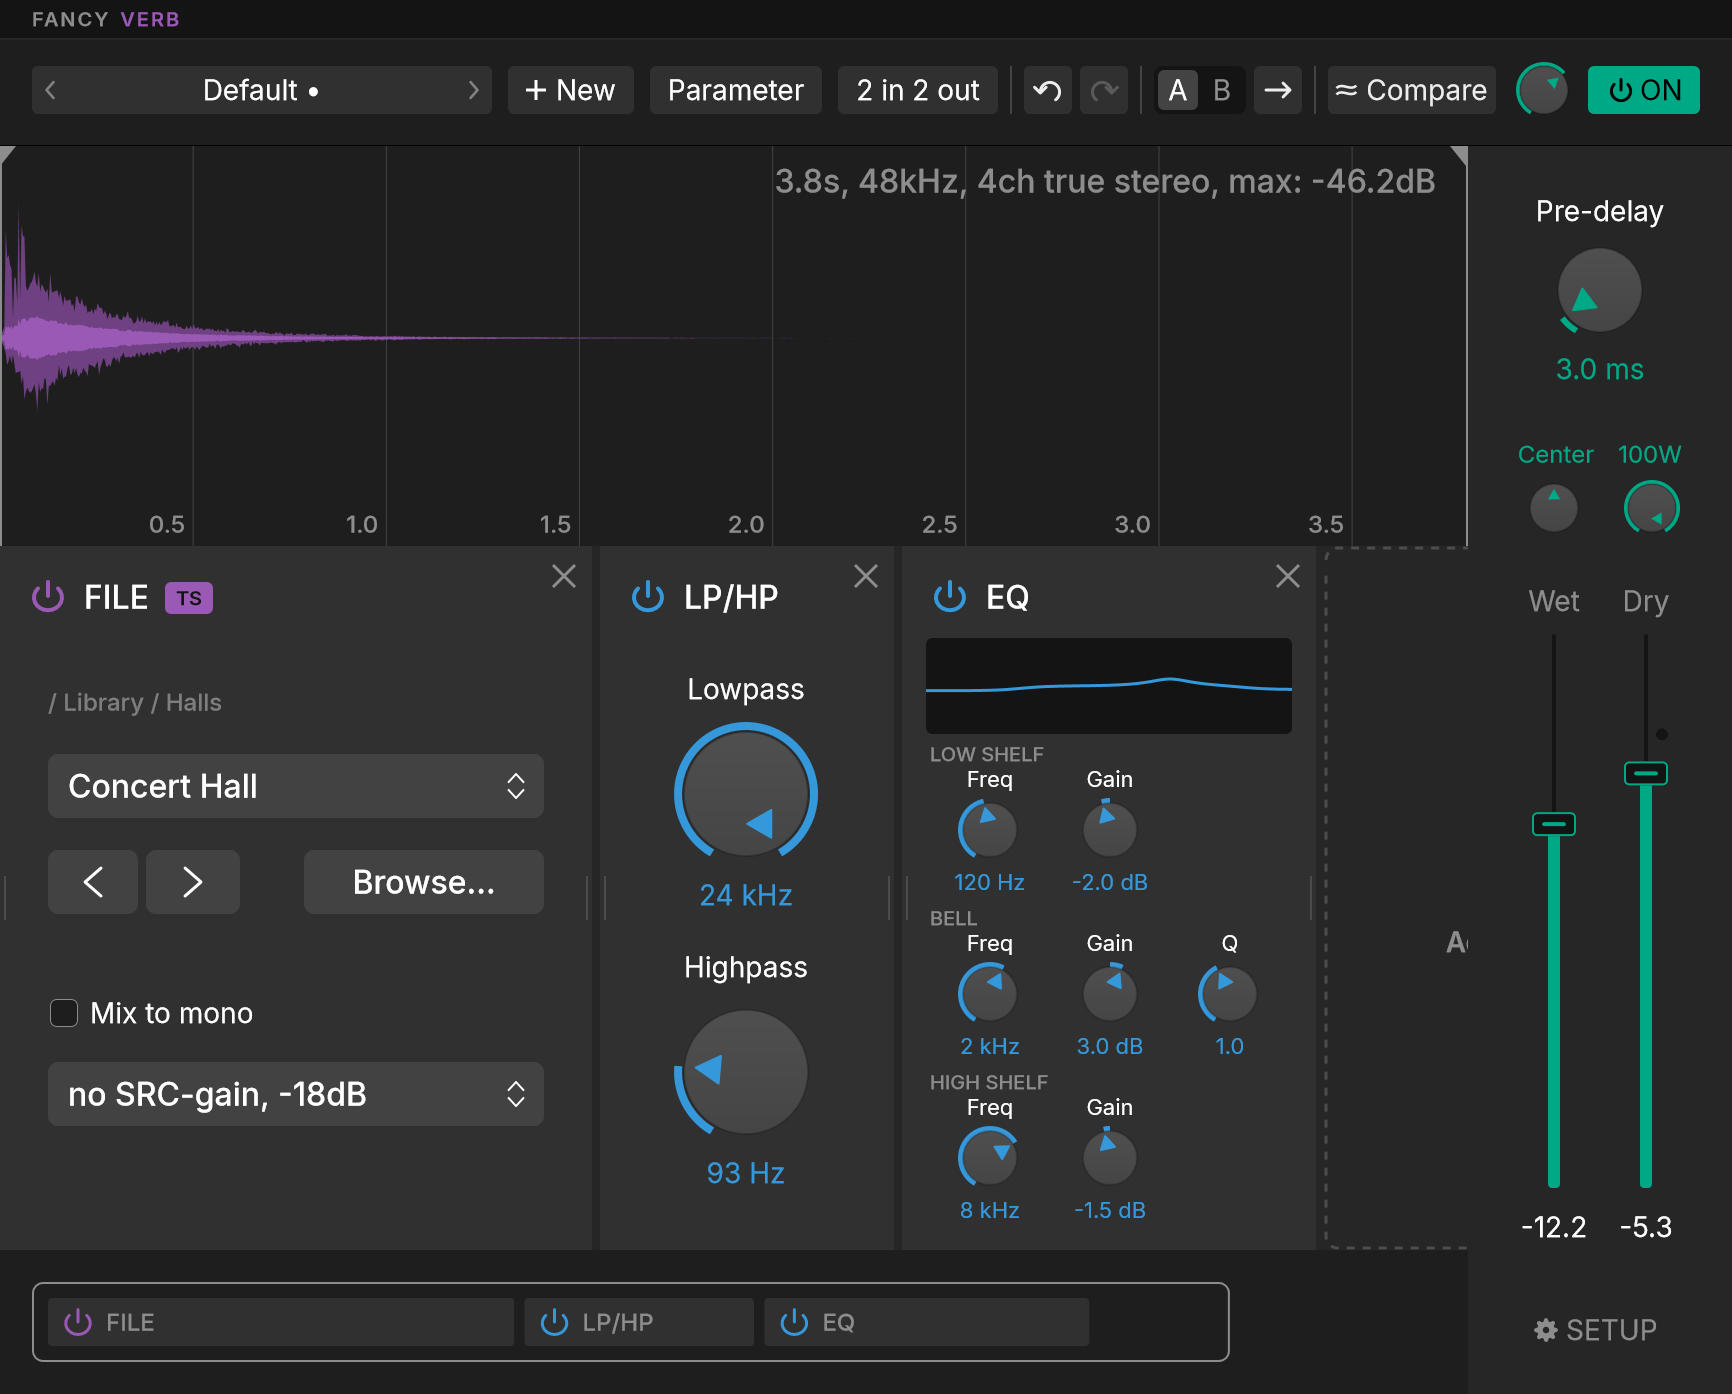 FANCY VERB
Default •
+ New
Parameter
2 in 2 out
A B
Compare
ON
3.8s, 48kHz, 4ch true stereo, max: -46.2dB
0.5 1.0 1.5 2.0 2.5 3.0 3.5
Pre-delay
3.0 ms
Center 100W
Wet Dry
-12.2 -5.3
FILE TS
/ Library / Halls
Concert Hall
Browse...
Mix to mono
no SRC-gain, -18dB
LP/HP
Lowpass
24 kHz
Highpass
93 Hz
EQ
LOW SHELF
Freq Gain
120 Hz -2.0 dB
BELL
Freq Gain Q
2 kHz 3.0 dB 1.0
HIGH SHELF
Freq Gain
8 kHz -1.5 dB
FILE LP/HP EQ
SETUP